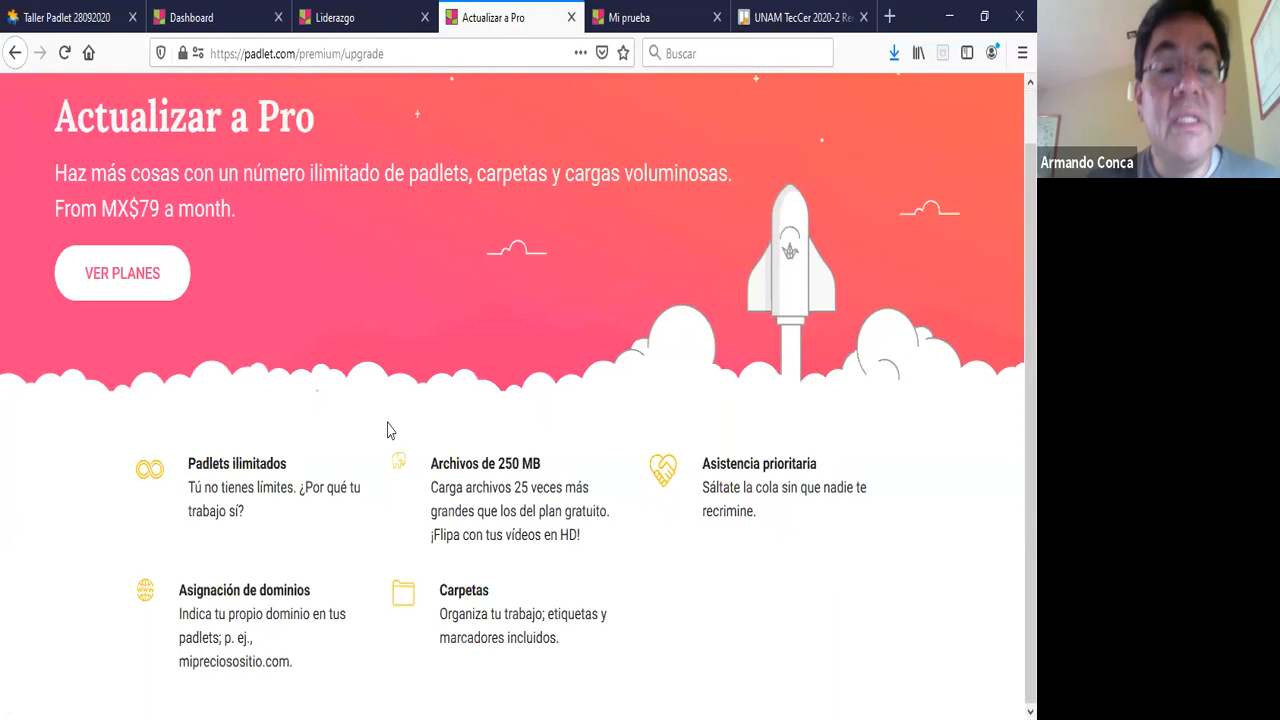 Taller Padlet 28092020
Dashboard
Liderazgo
Actualizar a Pro
Mi prueba
UNAM TecCer 2020-2 Re
https://padlet.com/premium/upgrade
Buscar
Actualizar a Pro
Haz más cosas con un número ilimitado de padlets, carpetas y cargas voluminosas.
From MX$79 a month.
VER PLANES
Armando Conca
Padlets ilimitados
Tú no tienes límites. ¿Por qué tu
trabajo sí?
Archivos de 250 MB
Carga archivos 25 veces más
grandes que los del plan gratuito.
¡Flipa con tus vídeos en HD!
Asistencia prioritaria
Sáltate la cola sin que nadie te
recrimine.
Asignación de dominios
Indica tu propio dominio en tus
padlets; p. ej.,
mipreciosositio.com.
Carpetas
Organiza tu trabajo; etiquetas y
marcadores incluidos.